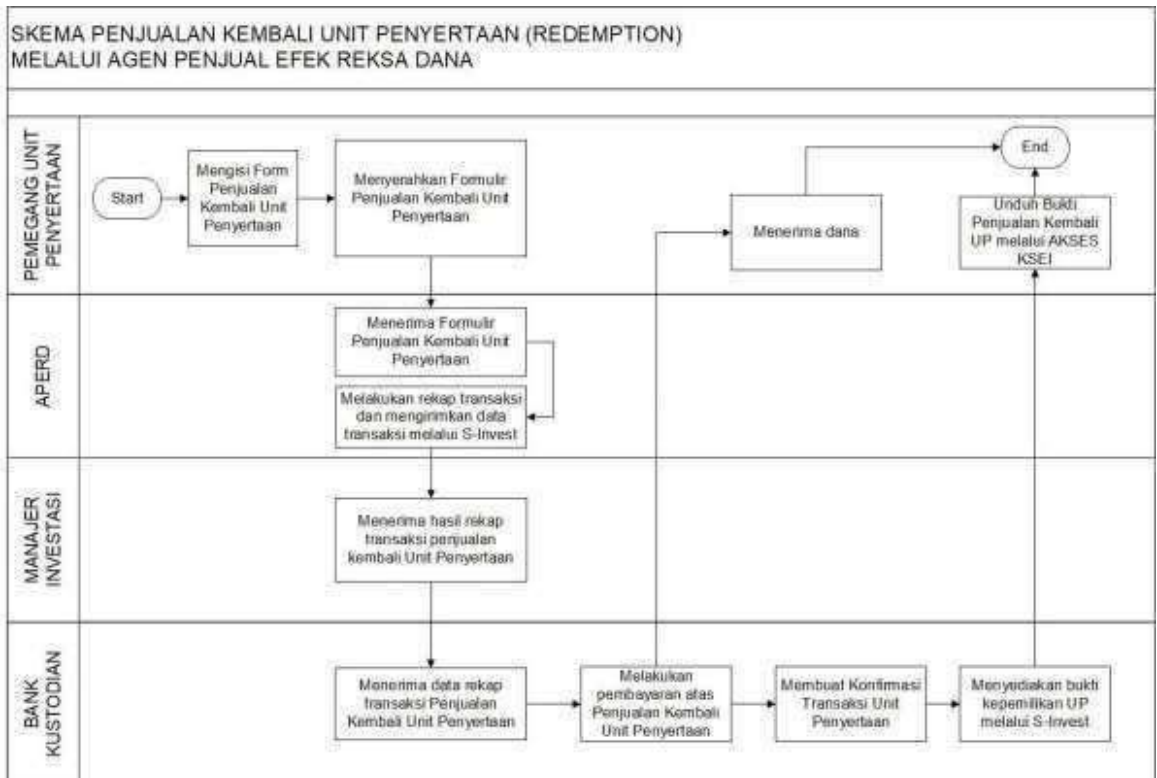 SKEMA PENJUALAN KEMBALI UNIT PENYERTAAN (REDEMPTION)
MELALUI AGEN PENJUAL EFEK REKSA DANA
PEMEGANG UNIT
PENYERTAAN
Start
Mengisi Form
Penjualan
Kembali Unit
Penyertaan
Menyerahkan Formulir
Penjualan Kembali Unit
Penyertaan
Menerima dana
End
Unduh Bukti
Penjualan Kembali
UP melalui AKSES
KSEI
APERD
Menerima Formulir
Penjualan Kembali Unit
Penyertaan
Melakukan rekap transaksi
dan mengirimkan data
transaksi melalui S-Invest
MANAJER
INVESTASI
Menerima hasil rekap
transaksi penjualan
kembali Unit Penyertaan
BANK
KUSTODIAN
Menerima data rekap
transaksi Penjualan
Kembali Unit Penyertaan
Melakukan
pembayaran atas
Penjualan Kembali
Unit Penyertaan
Membuat Konfirmasi
Transaksi Unit
Penyertaan
Menyediakan bukti
kepemilikan UP
melalui S-Invest